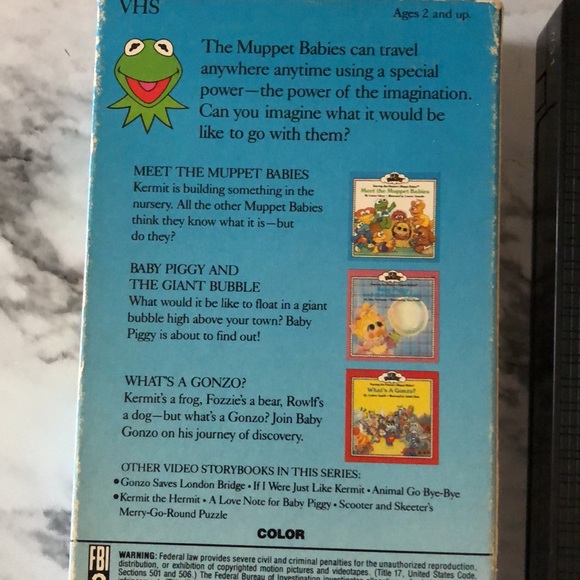 VHS
Ages 2 and up.
The Muppet Babies can travel
anywhere anytime using a special
power—the power of the imagination.
Can you imagine what it would be
like to go with them?
MEET THE MUPPET BABIES
Kermit is building something in the
nursery. All the other Muppet Babies
think they know what it is—but
do they?
Meet the Muppet Babies
BABY PIGGY AND
THE GIANT BUBBLE
What would it be like to float in a giant
bubble high above your town? Baby
Piggy is about to find out!
WHAT'S A GONZO?
Kermit's a frog, Fozzie's a bear, Rowlf's
a dog—but what's a Gonzo? Join Baby
Gonzo on his journey of discovery.
What's A Gonzo?
OTHER VIDEO STORYBOOKS IN THIS SERIES:
•Gonzo Saves London Bridge • If I Were Just Like Kermit • Animal Go Bye-Bye
•Kermit the Hermit • A Love Note for Baby Piggy • Scooter and Skeeter's
Merry-Go-Round Puzzle
COLOR
FBI
WARNING: Federal law provides severe civil and criminal penalties for the unauthorized reproduction,
distribution, or exhibition of copyrighted motion pictures and videotapes. (Title 17, United States Code,
Sections 501 and 506.) The Federal Bureau of Investigation investigates